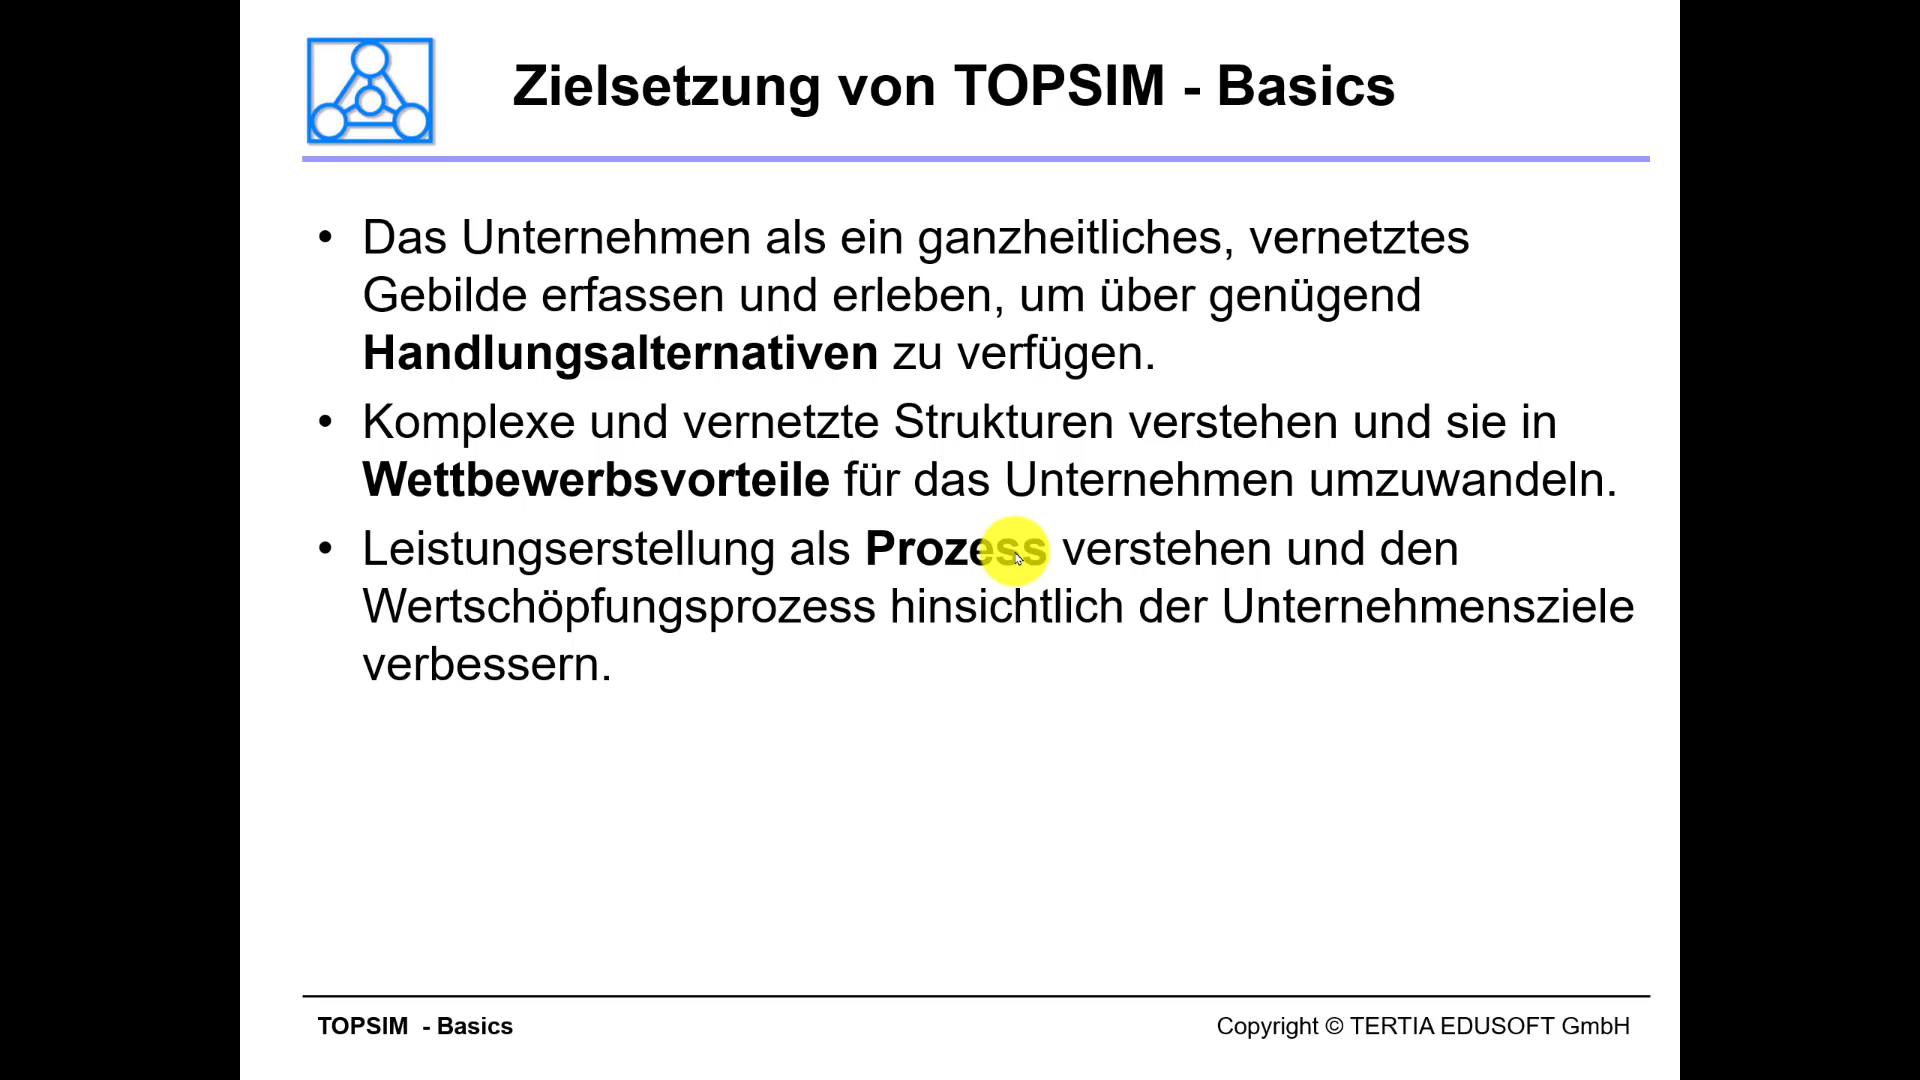 Zielsetzung von TOPSIM - Basics
• Das Unternehmen als ein ganzheitliches, vernetztes
Gebilde erfassen und erleben, um über genügend
Handlungsalternativen zu verfügen.
• Komplexe und vernetzte Strukturen verstehen und sie in
Wettbewerbsvorteile für das Unternehmen umzuwandeln.
• Leistungserstellung als Prozess verstehen und den
Wertschöpfungsprozess hinsichtlich der Unternehmensziele
verbessern.
TOPSIM - Basics
Copyright © TERTIA EDUSOFT GmbH